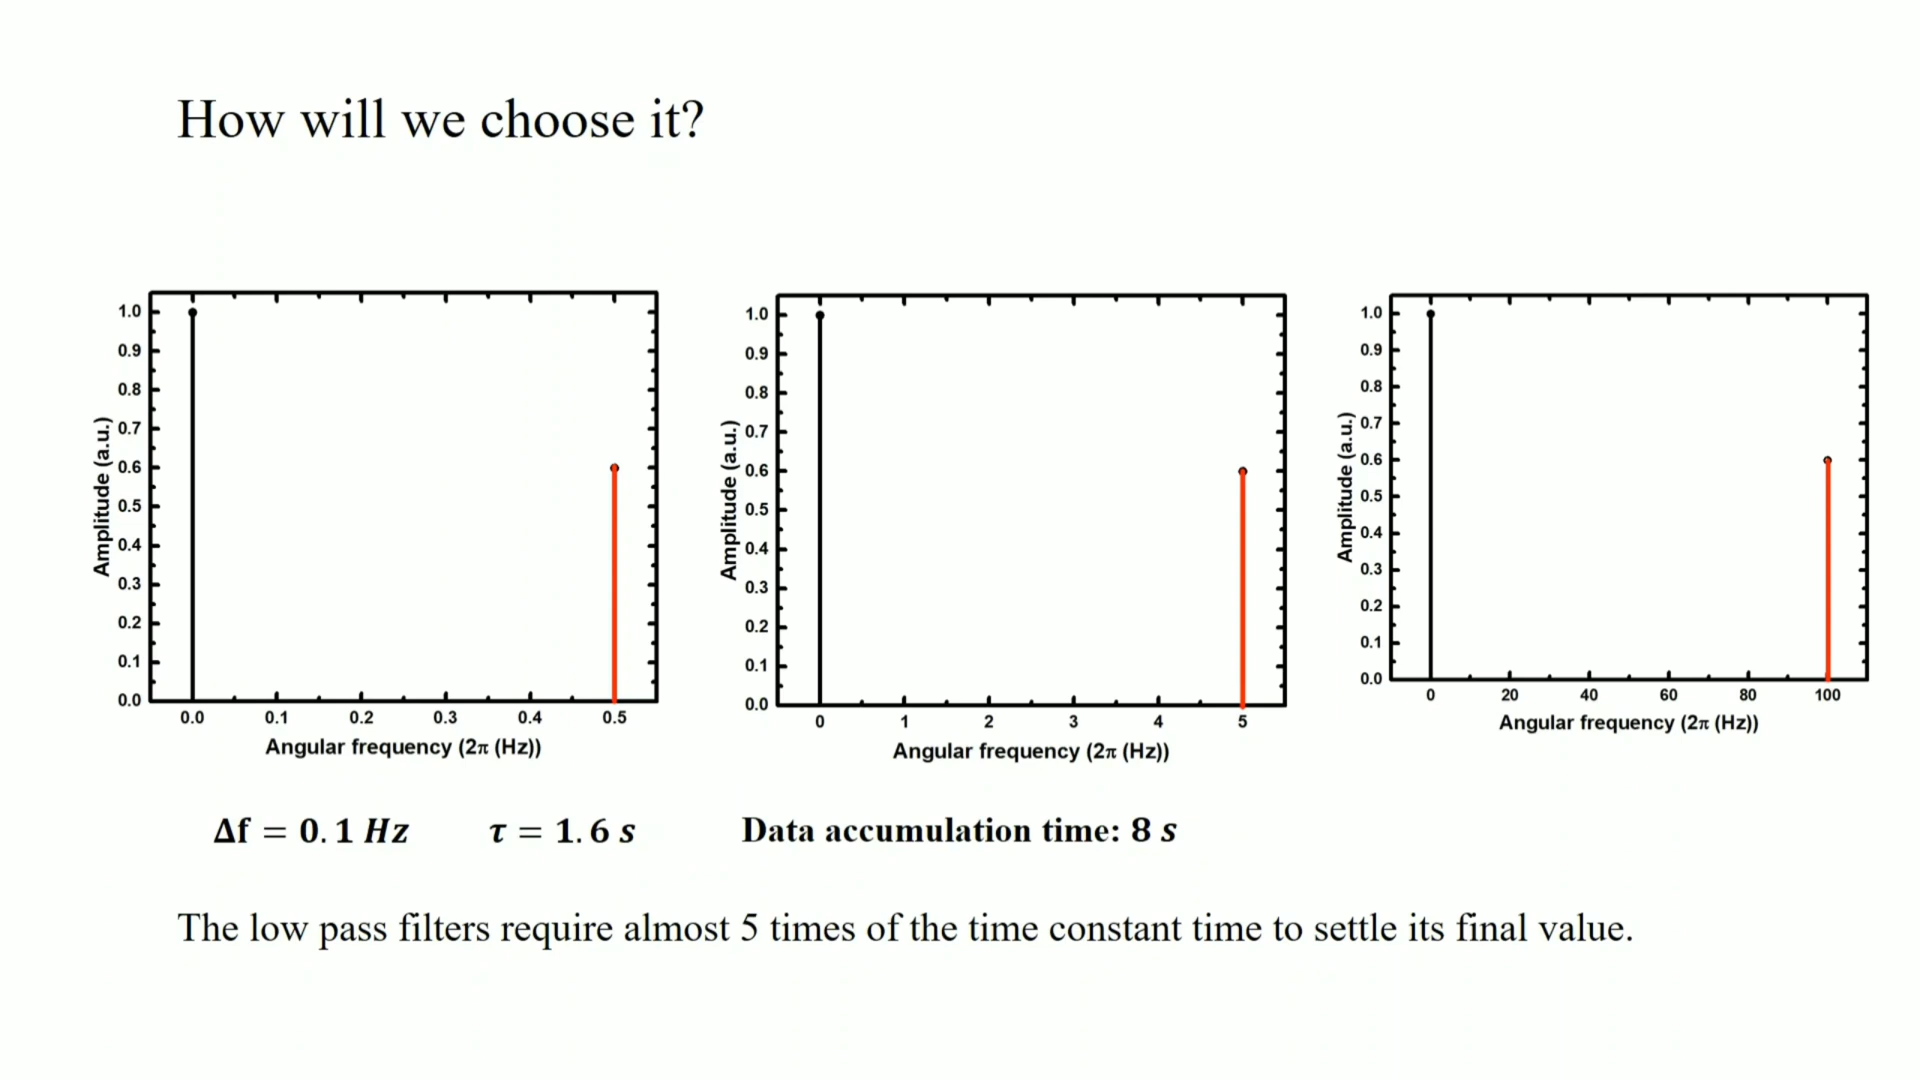 How will we choose it?
1.0
0.9
0.8
0.7
0.6
0.5
0.4
0.3
0.2
0.1
0.0
Amplitude (a.u.)
0.0 0.1 0.2 0.3 0.4 0.5
Angular frequency (2π (Hz))
1.0
0.9
0.8
0.7
0.6
0.5
0.4
0.3
0.2
0.1
0.0
Amplitude (a.u.)
0 1 2 3 4 5
Angular frequency (2π (Hz))
1.0
0.9
0.8
0.7
0.6
0.5
0.4
0.3
0.2
0.1
0.0
Amplitude (a.u.)
0 20 40 60 80 100
Angular frequency (2π (Hz))
Δf = 0.1 Hz τ = 1.6 s Data accumulation time: 8 s
The low pass filters require almost 5 times of the time constant time to settle its final value.